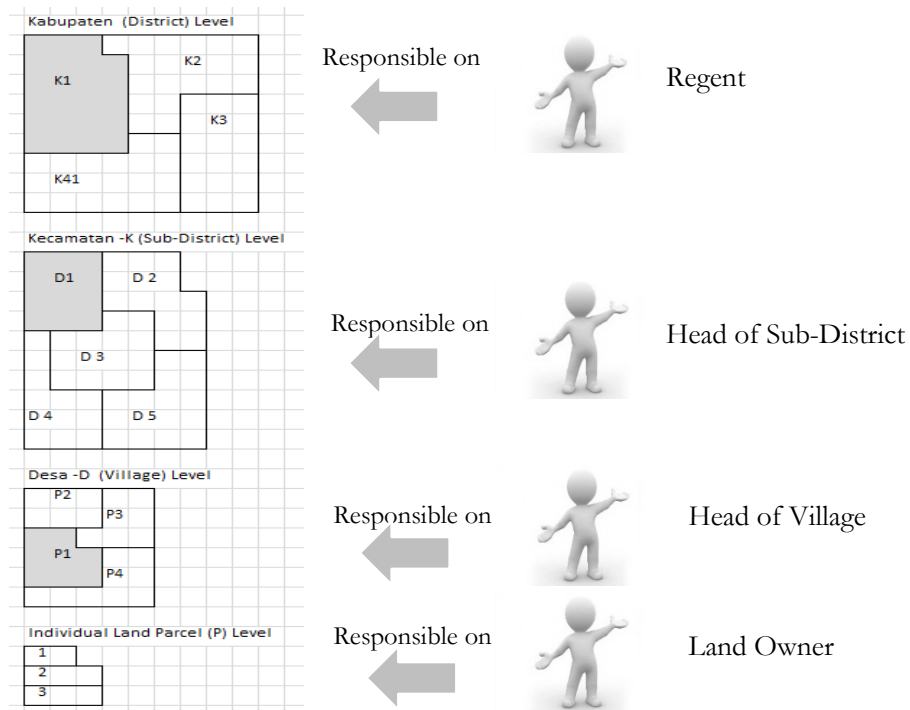 Kabupaten (District) Level
K1
K2
K3
K41
Responsible on
Regent
Kecamatan -K (Sub-District) Level
D1
D 2
D 3
D 4
D 5
Responsible on
Head of Sub-District
Desa -D (Village) Level
P2
P3
P1
P4
Responsible on
Head of Village
Individual Land Parcel (P) Level
1
2
3
Responsible on
Land Owner